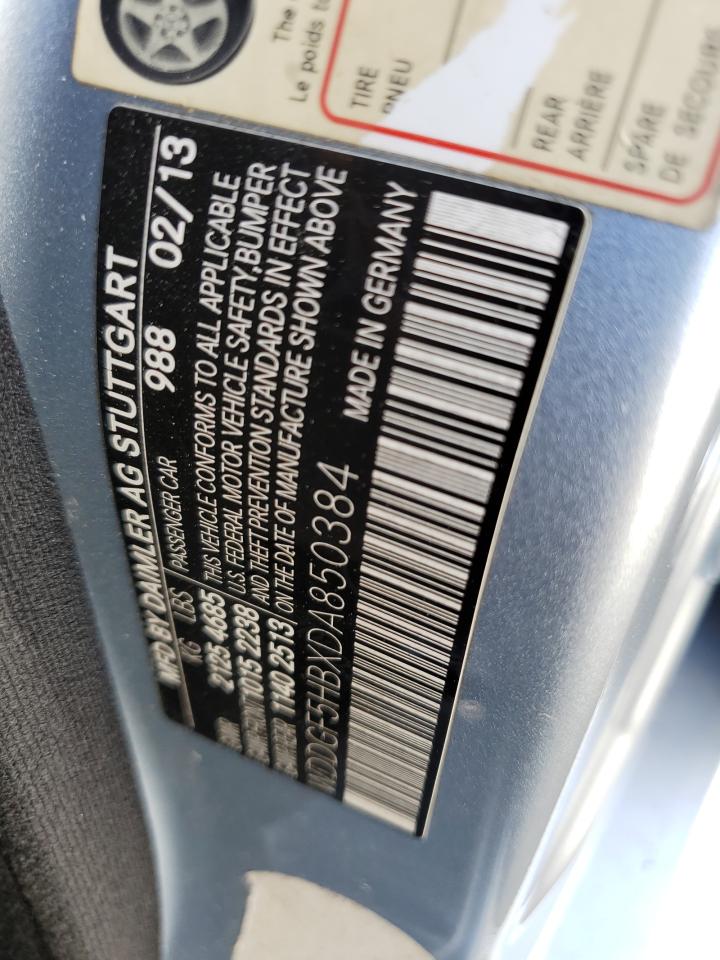 The
Le poids
TIRE
PNEU
REAR
ARRIÈRE
SPARE
DE SECOURS
MFD BY DAIMLER AG STUTTGART
KG LBS PASSENGER CAR 988 02/13
2125 4685
1015 2238
1140 2513
THIS VEHICLE CONFORMS TO ALL APPLICABLE
U.S. FEDERAL MOTOR VEHICLE SAFETY,BUMPER
AND THEFT PREVENTION STANDARDS IN EFFECT
ON THE DATE OF MANUFACTURE SHOWN ABOVE
WDDGF5HBXDA850384 MADE IN GERMANY